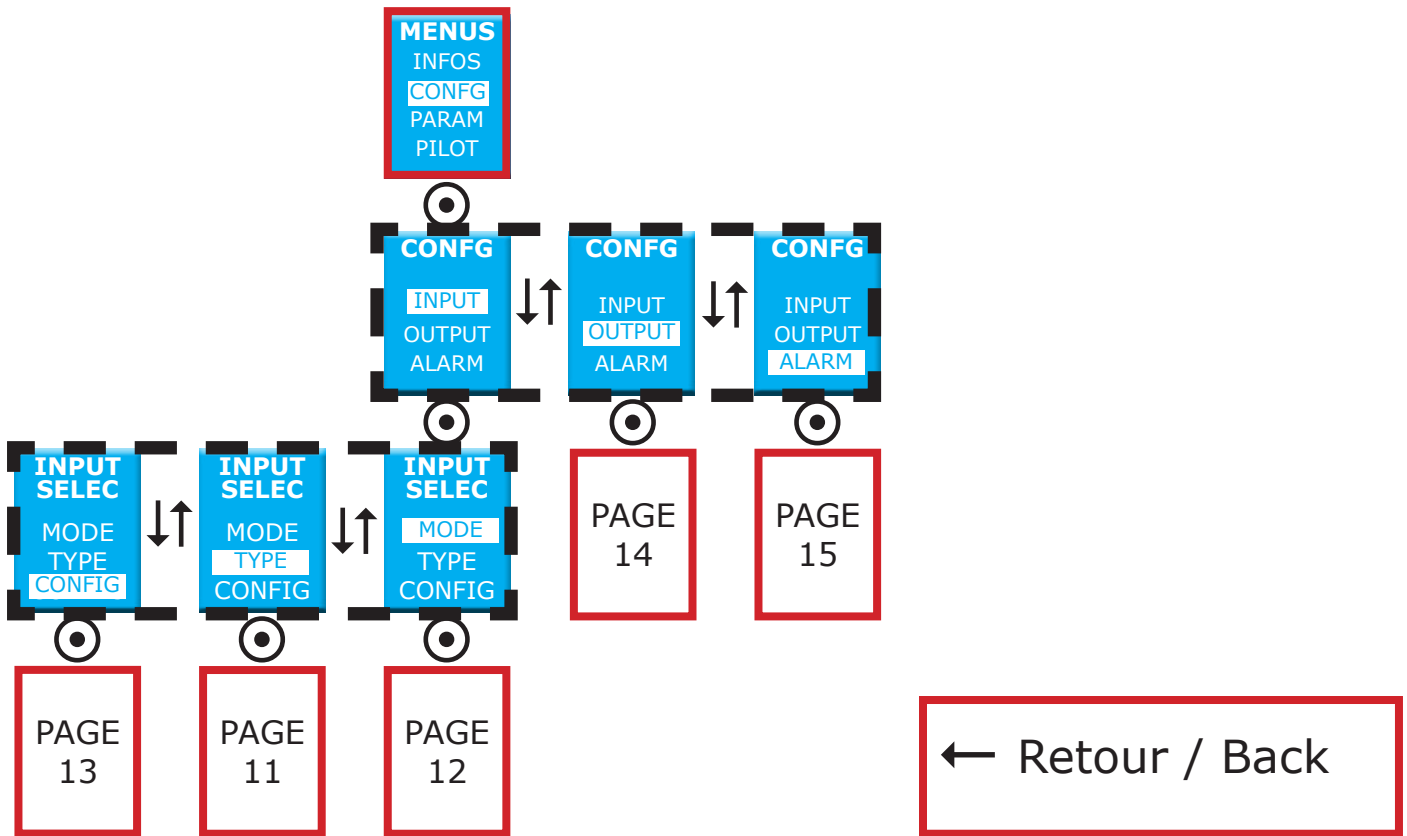 MENUS
INFOS
CONFG
PARAM
PILOT
CONFG
INPUT
OUTPUT
ALARM
CONFG
INPUT
OUTPUT
ALARM
CONFG
INPUT
OUTPUT
ALARM
INPUT
SELEC
MODE
TYPE
CONFIG
INPUT
SELEC
MODE
TYPE
CONFIG
INPUT
SELEC
MODE
TYPE
CONFIG
PAGE
14
PAGE
15
PAGE
13
PAGE
11
PAGE
12
← Retour / Back